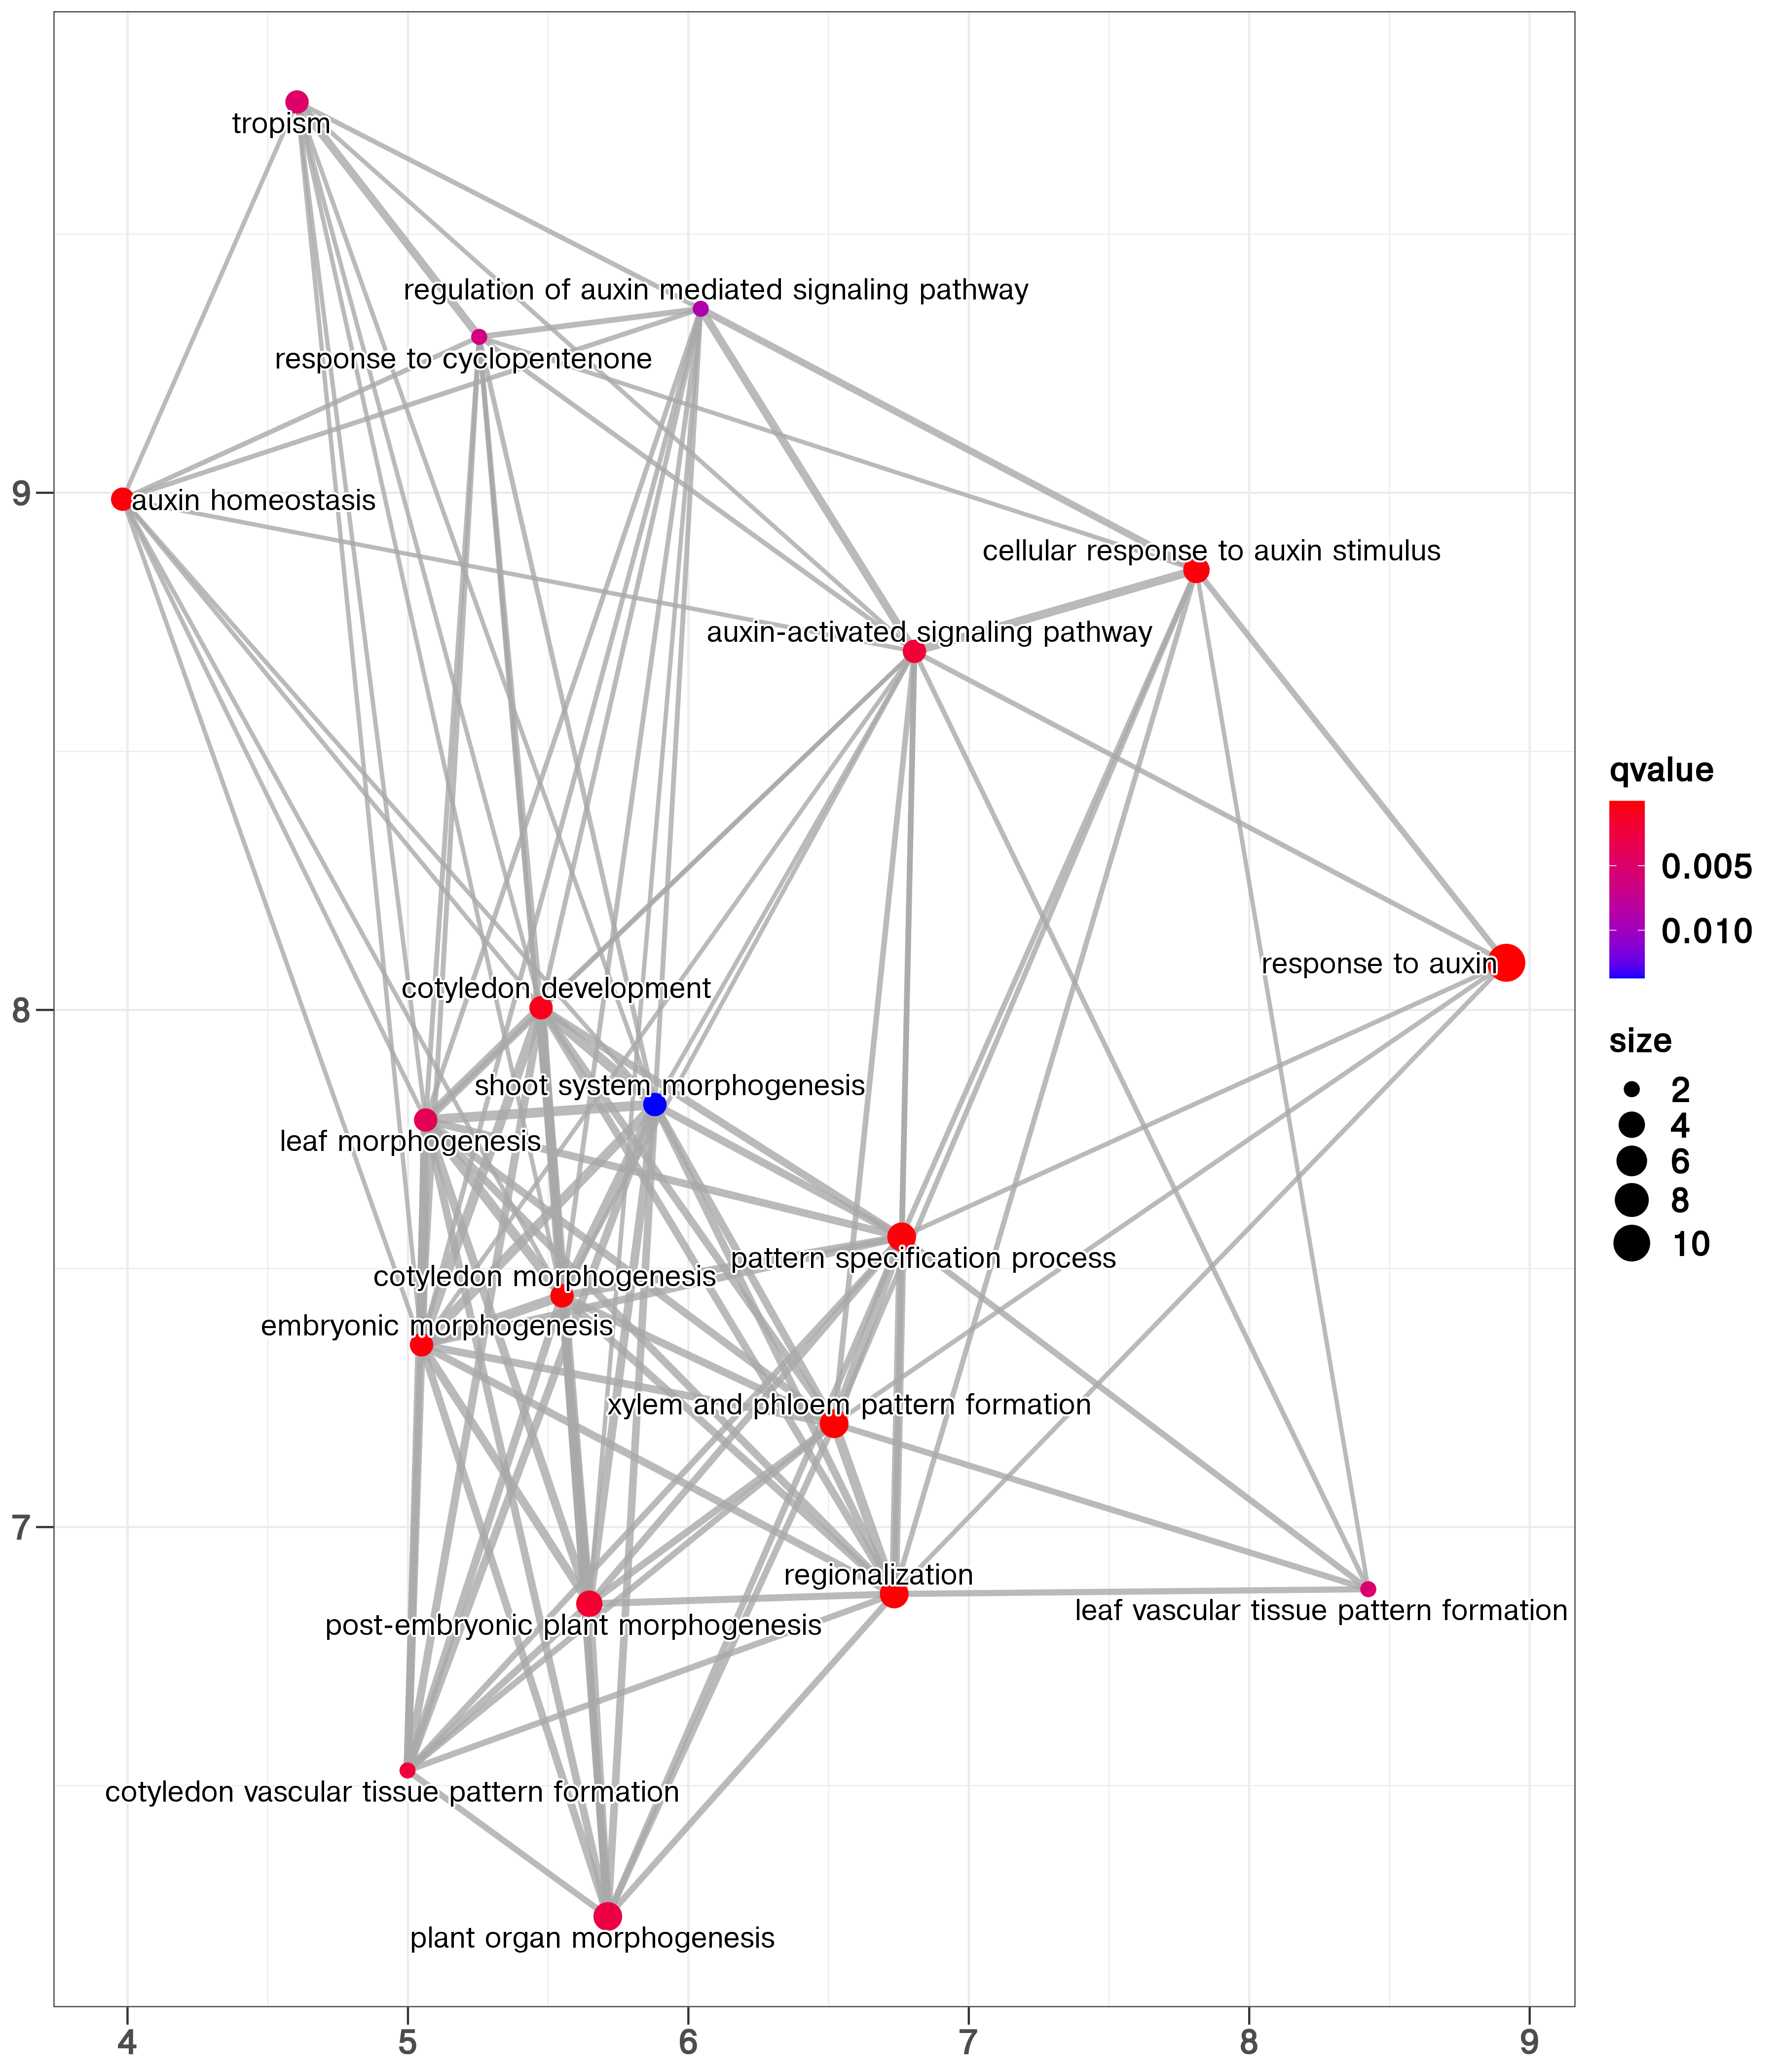 tropism
regulation of auxin mediated signaling pathway
response to cyclopentenone
9
auxin homeostasis
cellular response to auxin stimulus
auxin-activated signaling pathway
qvalue
0.005
0.010
response to auxin
cotyledon development
8
size
2
4
6
8
10
shoot system morphogenesis
leaf morphogenesis
pattern specification process
cotyledon morphogenesis
embryonic morphogenesis
xylem and phloem pattern formation
7
regionalization
leaf vascular tissue pattern formation
post-embryonic plant morphogenesis
cotyledon vascular tissue pattern formation
plant organ morphogenesis
4 5 6 7 8 9